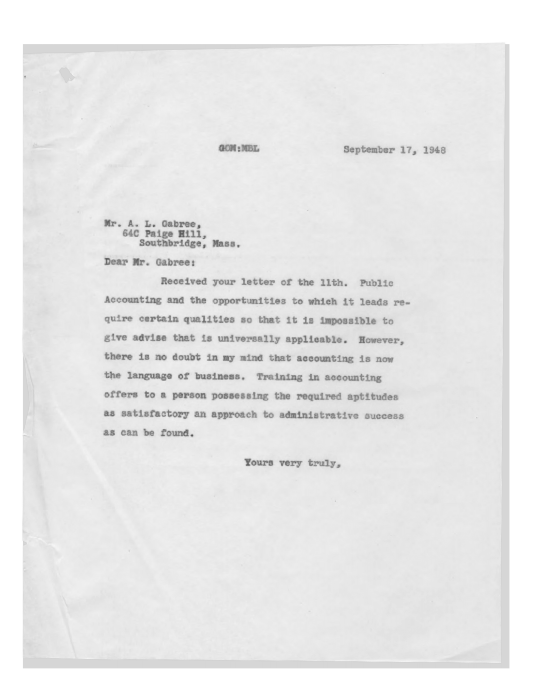 GOM:MBL September 17, 1948
Mr. A. L. Gabree,
64C Paige Hill,
Southbridge, Mass.
Dear Mr. Gabree:
Received your letter of the 11th. Public
Accounting and the opportunities to which it leads re-
quire certain qualities so that it is impossible to
give advise that is universally applicable. However,
there is no doubt in my mind that accounting is now
the language of business. Training in accounting
offers to a person possessing the required aptitudes
as satisfactory an approach to administrative success
as can be found.
Yours very truly,